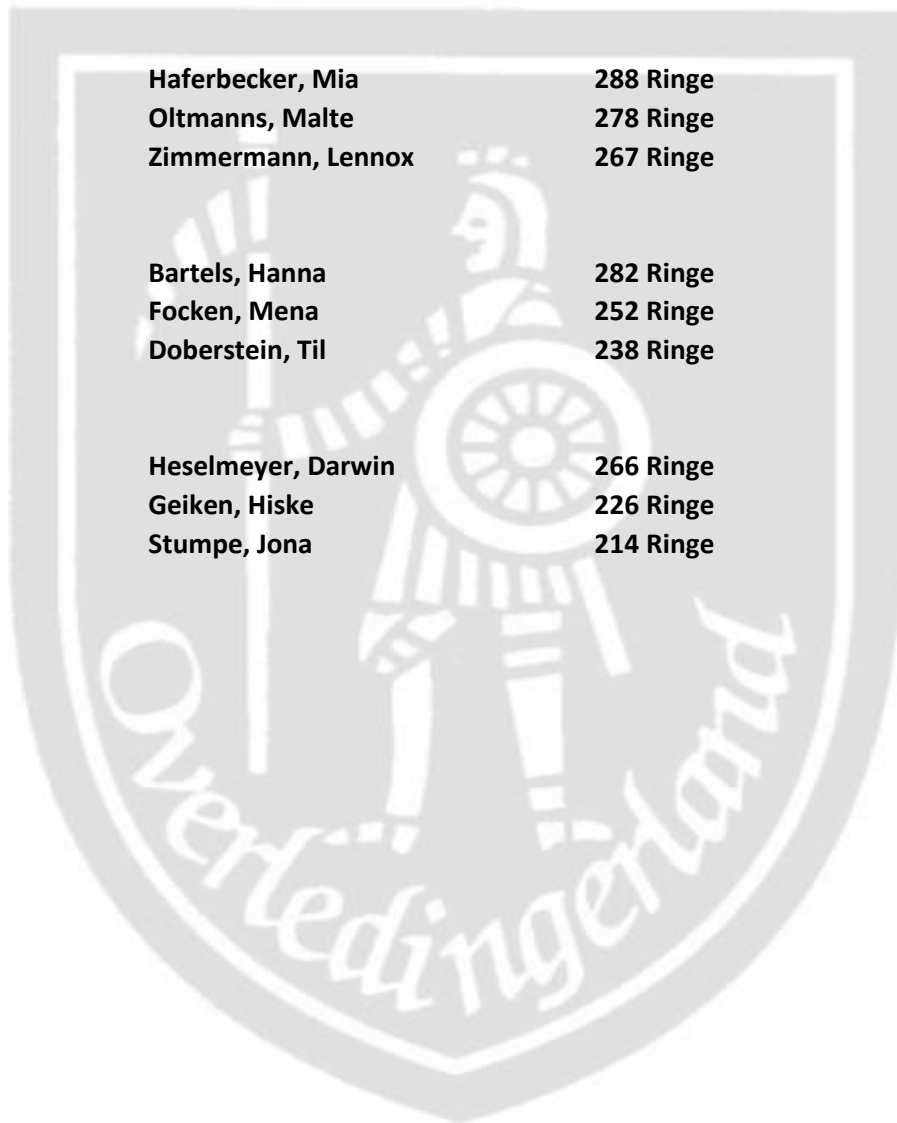 Haferbecker, Mia 288 Ringe
Oltmanns, Malte 278 Ringe
Zimmermann, Lennox 267 Ringe
Bartels, Hanna 282 Ringe
Focken, Mena 252 Ringe
Doberstein, Til 238 Ringe
Heselmeyer, Darwin 266 Ringe
Geiken, Hiske 226 Ringe
Stumpe, Jona 214 Ringe
Overledingerland